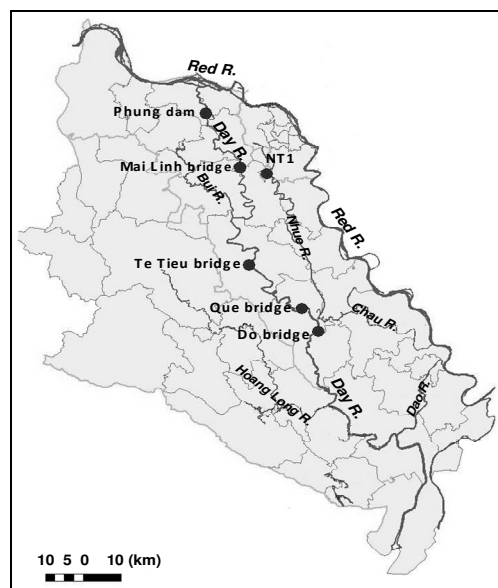 Red R.
Phung dam
Day R.
NT1
Mai Linh bridge
Bui R.
Nhue R.
Red R.
Te Tieu bridge
Que bridge
Chau R.
Do bridge
Hoang Long R.
Day R.
Dao R.
10 5 0 10 (km)